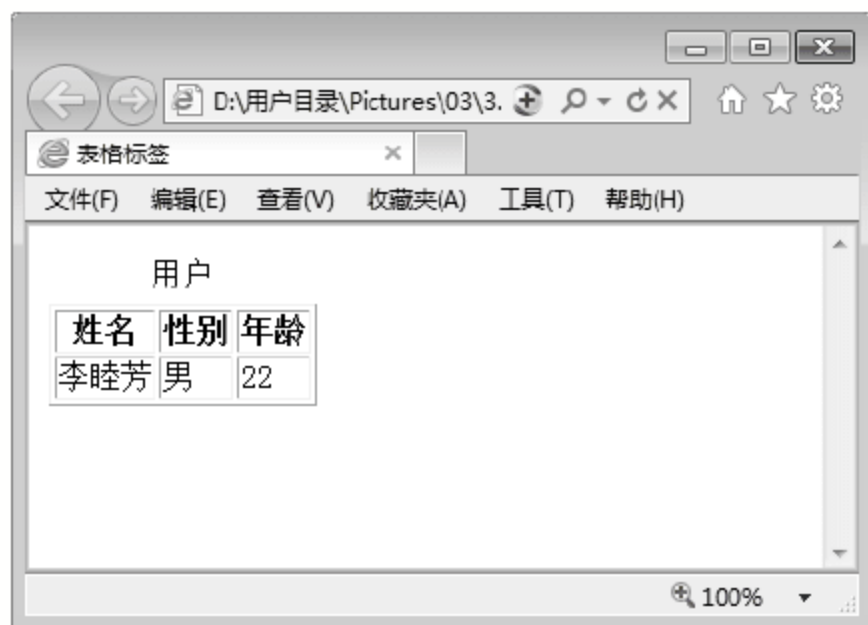 D:\用户目录\Pictures\03\3.
表格标签
文件(F) 编辑(E) 查看(V) 收藏夹(A) 工具(T) 帮助(H)
用户
姓名 性别 年龄
李睦芳 男 22
100%